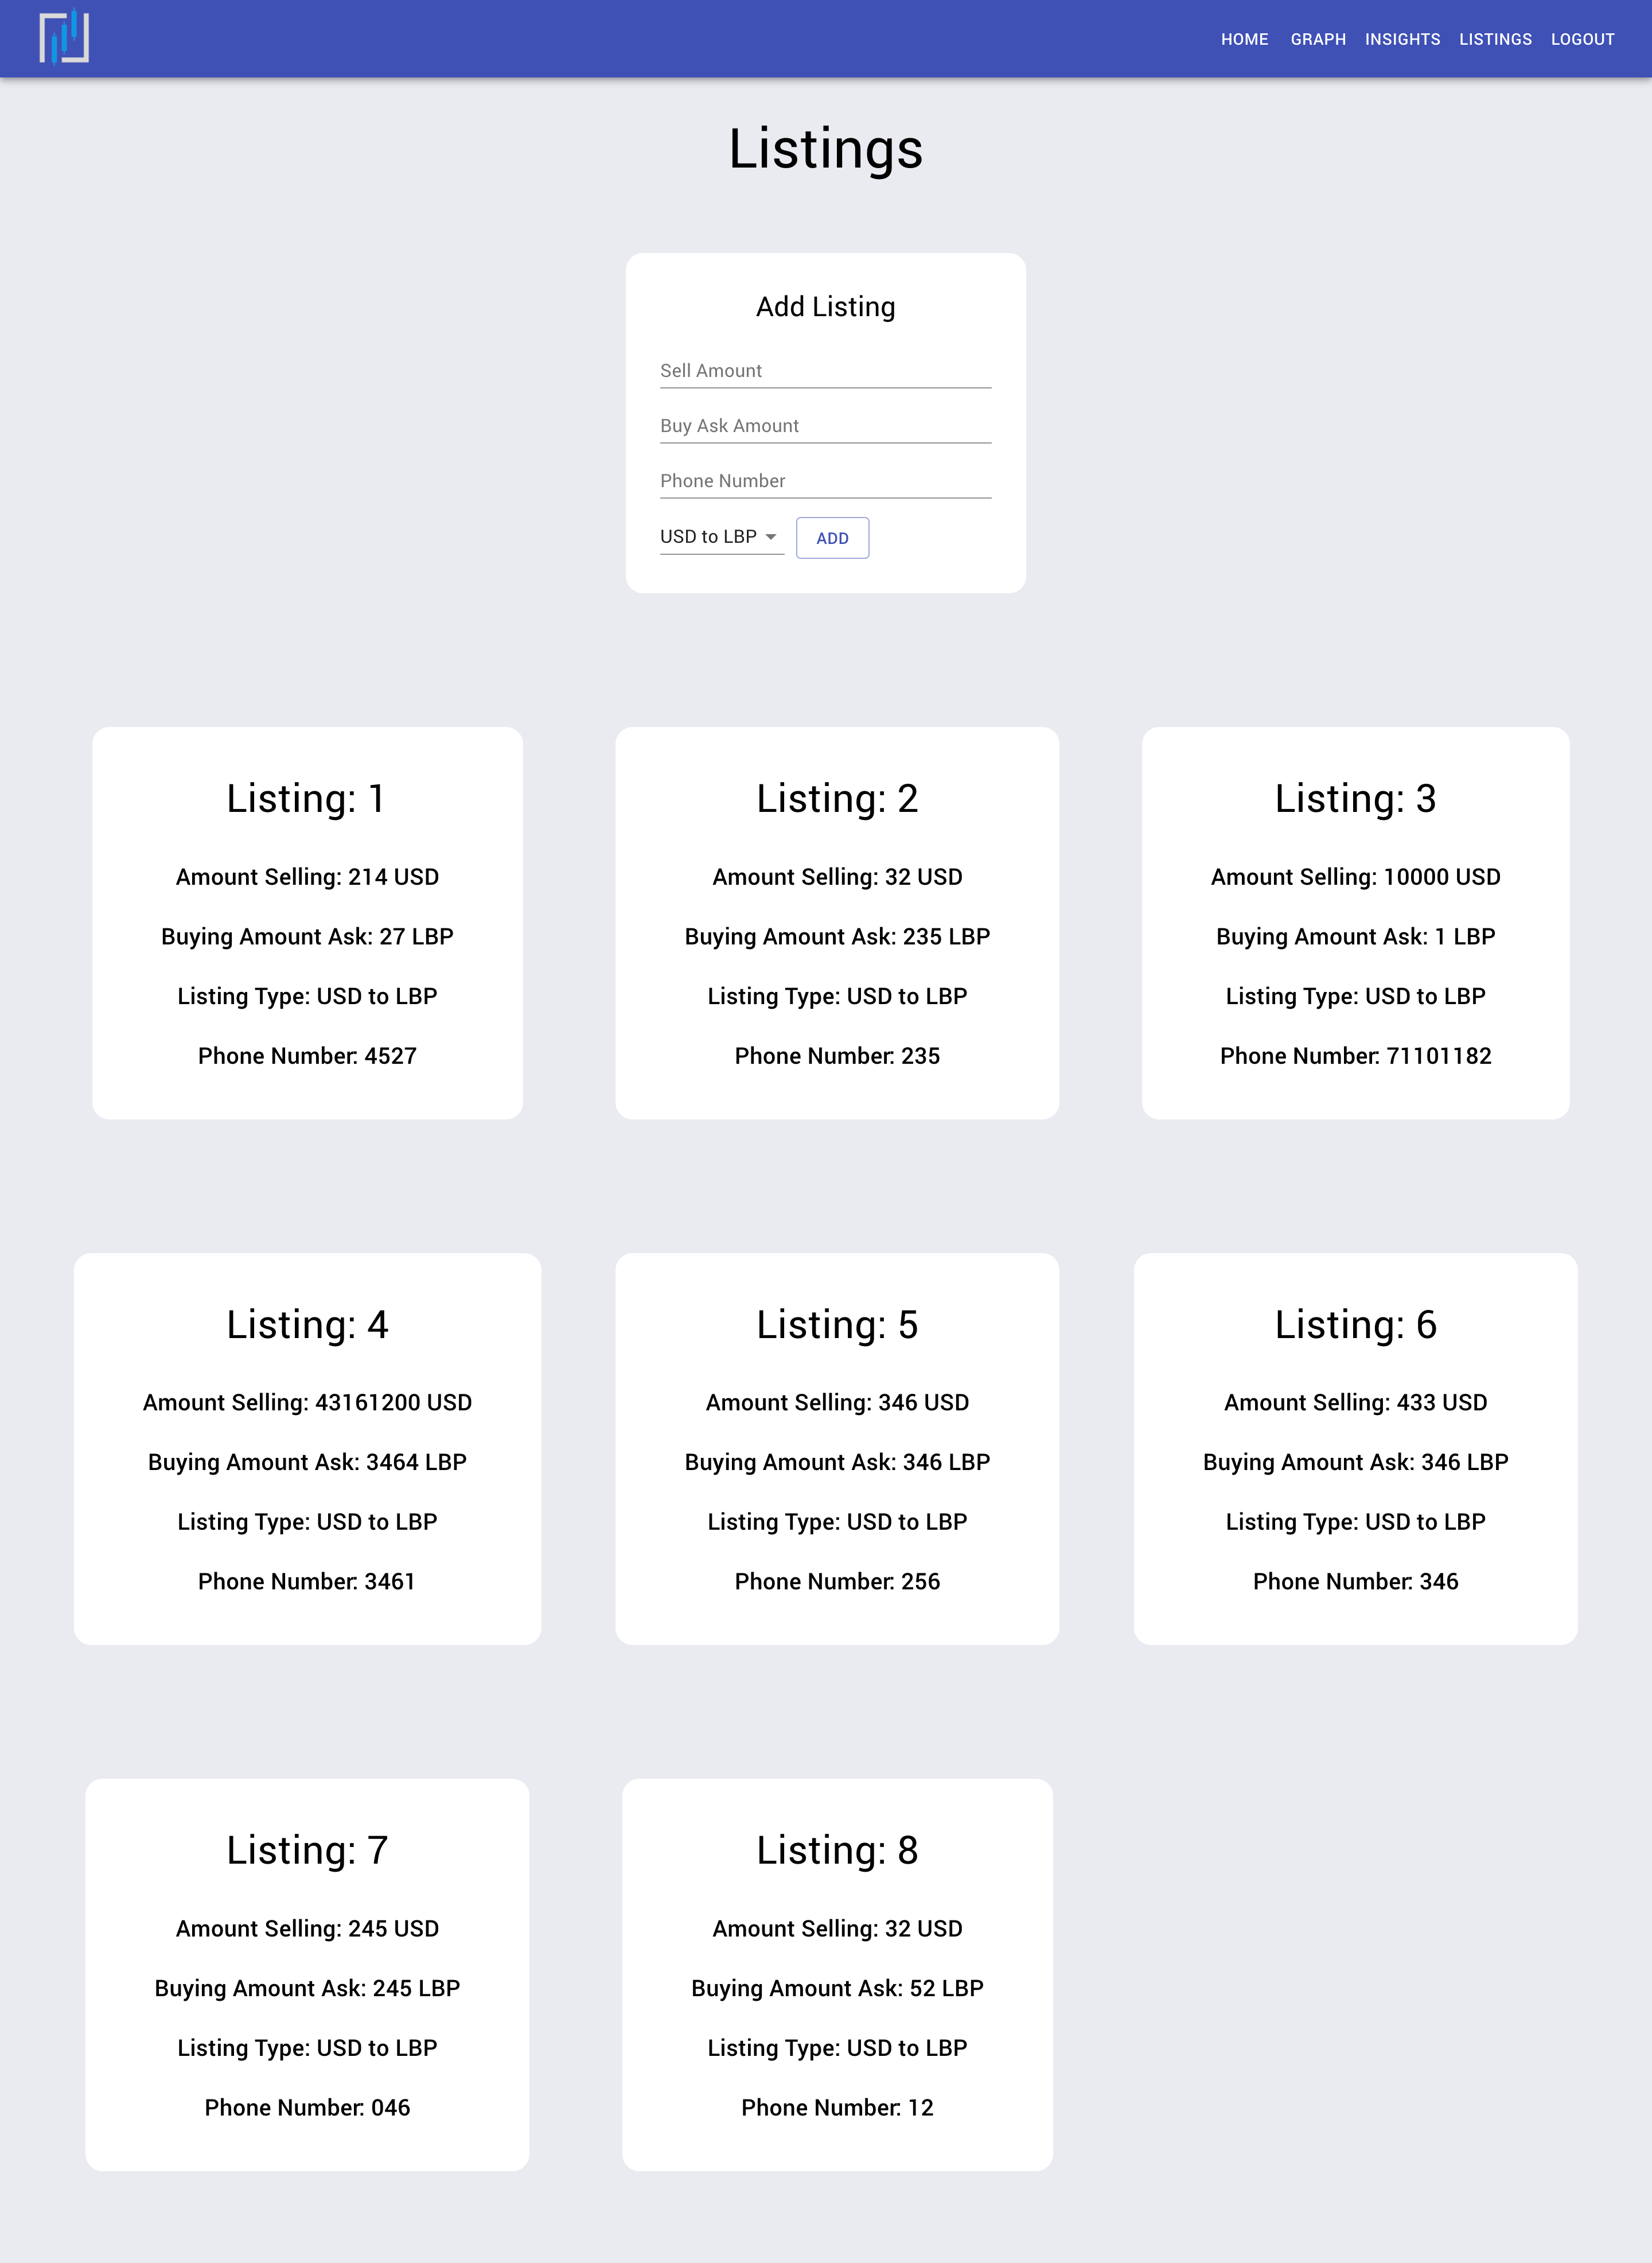 HOME GRAPH INSIGHTS LISTINGS LOGOUT
Listings
Add Listing
Sell Amount
Buy Ask Amount
Phone Number
USD to LBP ADD
Listing: 1
Amount Selling: 214 USD
Buying Amount Ask: 27 LBP
Listing Type: USD to LBP
Phone Number: 4527
Listing: 2
Amount Selling: 32 USD
Buying Amount Ask: 235 LBP
Listing Type: USD to LBP
Phone Number: 235
Listing: 3
Amount Selling: 10000 USD
Buying Amount Ask: 1 LBP
Listing Type: USD to LBP
Phone Number: 71101182
Listing: 4
Amount Selling: 43161200 USD
Buying Amount Ask: 3464 LBP
Listing Type: USD to LBP
Phone Number: 3461
Listing: 5
Amount Selling: 346 USD
Buying Amount Ask: 346 LBP
Listing Type: USD to LBP
Phone Number: 256
Listing: 6
Amount Selling: 433 USD
Buying Amount Ask: 346 LBP
Listing Type: USD to LBP
Phone Number: 346
Listing: 7
Amount Selling: 245 USD
Buying Amount Ask: 245 LBP
Listing Type: USD to LBP
Phone Number: 046
Listing: 8
Amount Selling: 32 USD
Buying Amount Ask: 52 LBP
Listing Type: USD to LBP
Phone Number: 12